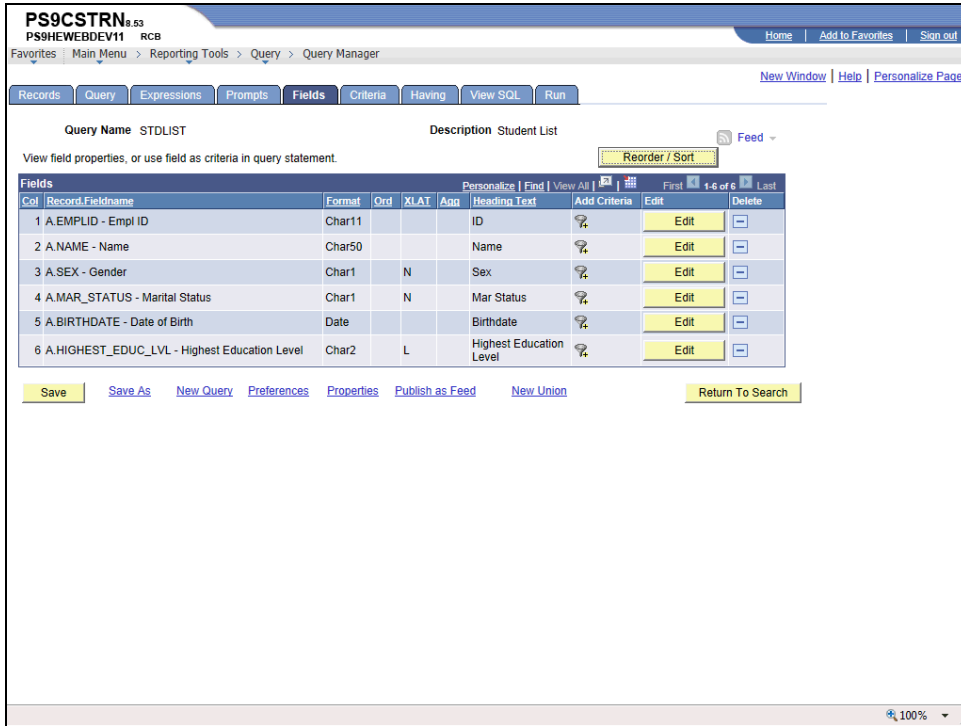 PS9CSTRN8.53
PS9HEWEBDEV11 RCB
Home | Add to Favorites | Sign out
Favorites Main Menu > Reporting Tools > Query > Query Manager
New Window | Help | Personalize Page
Records Query Expressions Prompts Fields Criteria Having View SQL Run
Query Name STDLIST Description Student List
Feed
View field properties, or use field as criteria in query statement. Reorder / Sort
Fields Personalize | Find | View All | First 1-6 of 6 Last
Col Record.Fieldname Format Ord XLAT Agg Heading Text Add Criteria Edit Delete
1 A.EMPLID - Empl ID Char11 ID Edit
2 A.NAME - Name Char50 Name Edit
3 A.SEX - Gender Char1 N Sex Edit
4 A.MAR_STATUS - Marital Status Char1 N Mar Status Edit
5 A.BIRTHDATE - Date of Birth Date Birthdate Edit
6 A.HIGHEST_EDUC_LVL - Highest Education Level Char2 L Highest Education Level Edit
Save Save As New Query Preferences Properties Publish as Feed New Union Return To Search
100%